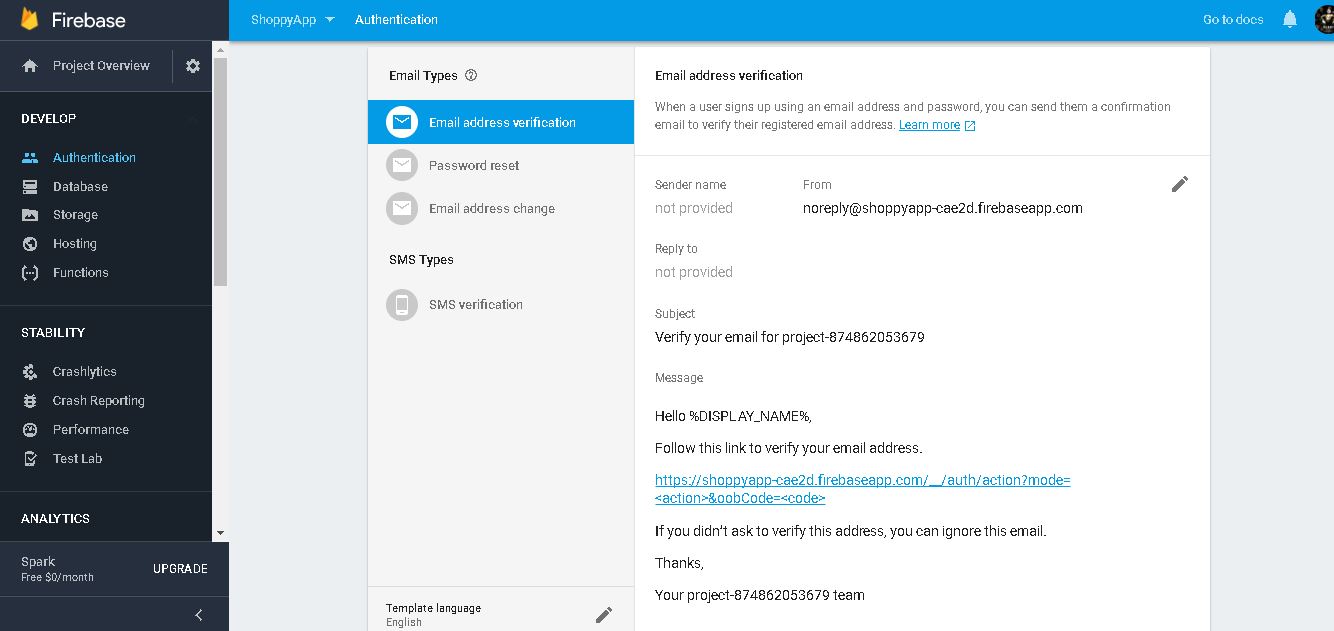 Firebase
ShoppyApp
Authentication
Go to docs
Project Overview
DEVELOP
Authentication
Database
Storage
Hosting
Functions
STABILITY
Crashlytics
Crash Reporting
Performance
Test Lab
ANALYTICS
Spark
Free $0/month
UPGRADE
Email Types
Email address verification
Password reset
Email address change
SMS Types
SMS verification
Template language
English
Email address verification
When a user signs up using an email address and password, you can send them a confirmation
email to verify their registered email address. Learn more
Sender name
not provided
From
noreply@shoppyapp-cae2d.firebaseapp.com
Reply to
not provided
Subject
Verify your email for project-874862053679
Message
Hello %DISPLAY_NAME%,
Follow this link to verify your email address.
https://shoppyapp-cae2d.firebaseapp.com/__/auth/action?mode=
<action>&oobCode=<code>
If you didn't ask to verify this address, you can ignore this email.
Thanks,
Your project-874862053679 team